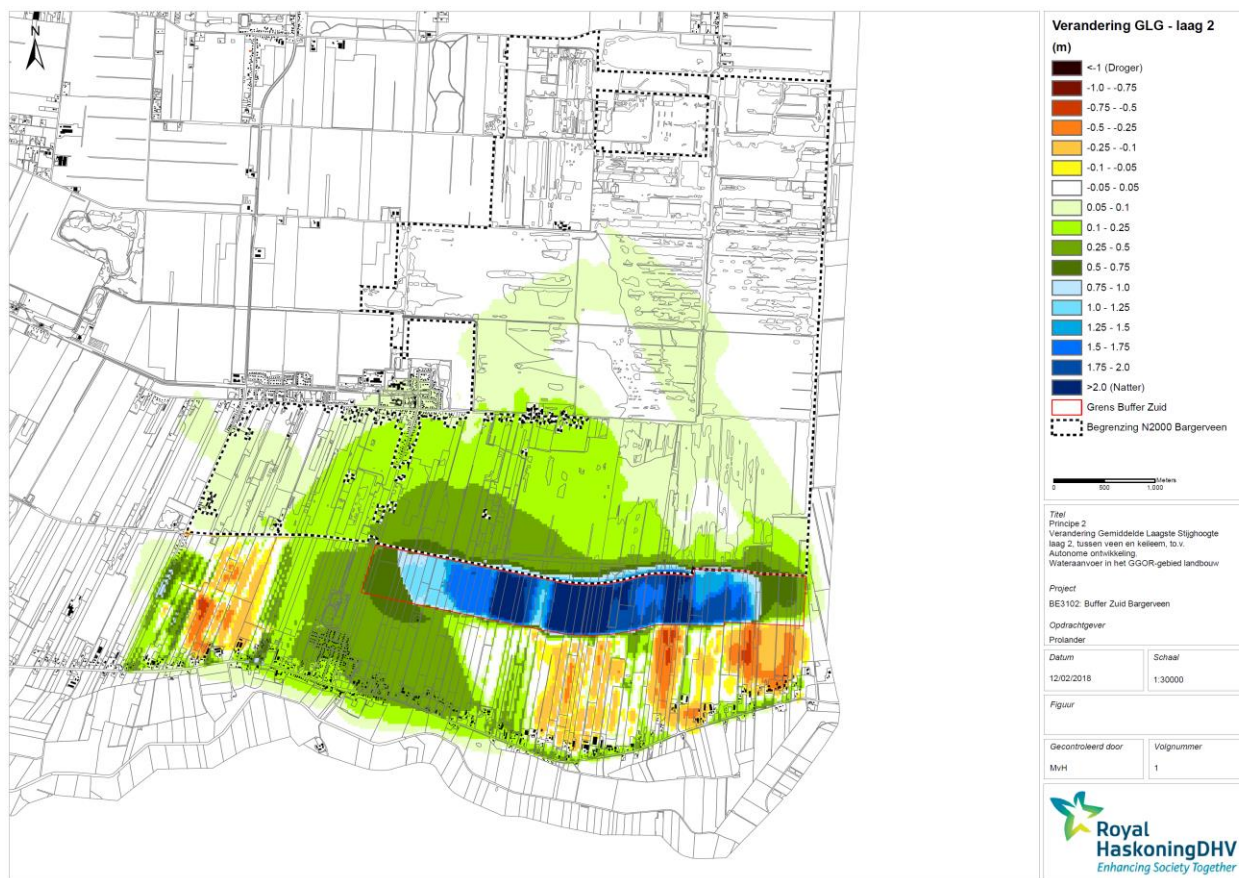 N
Verandering GLG - laag 2
(m)
<-1 (Droger)
-1.0 - -0.75
-0.75 - -0.5
-0.5 - -0.25
-0.25 - -0.1
-0.1 - -0.05
-0.05 - 0.05
0.05 - 0.1
0.1 - 0.25
0.25 - 0.5
0.5 - 0.75
0.75 - 1.0
1.0 - 1.25
1.25 - 1.5
1.5 - 1.75
1.75 - 2.0
>2.0 (Natter)
Grens Buffer Zuid
Begrenzing N2000 Bargerveen
Meters
0 500 1.000
Titel
Principe 2
Verandering Gemiddelde Laagste Stijghoogte
laag 2, tussen veen en keileem, t.o.v.
Autonome ontwikkeling.
Wateraanvoer in het GGOR-gebied landbouw
Project
BE3102: Buffer Zuid Bargerveen
Opdrachtgever
Prolander
Datum Schaal
12/02/2018 1:30000
Figuur
Gecontroleerd door Volgnummer
MvH 1
Royal
HaskoningDHV
Enhancing Society Together